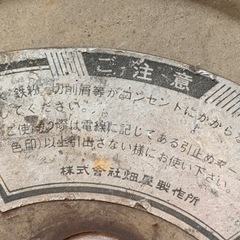 ご注意
鉄粉、切削屑等がコンセントにかから
してください。
ご使用の際は電線に記してある引止めマー
色印)以上引出さない様にお使い下さい
株式会社畑屋製作所